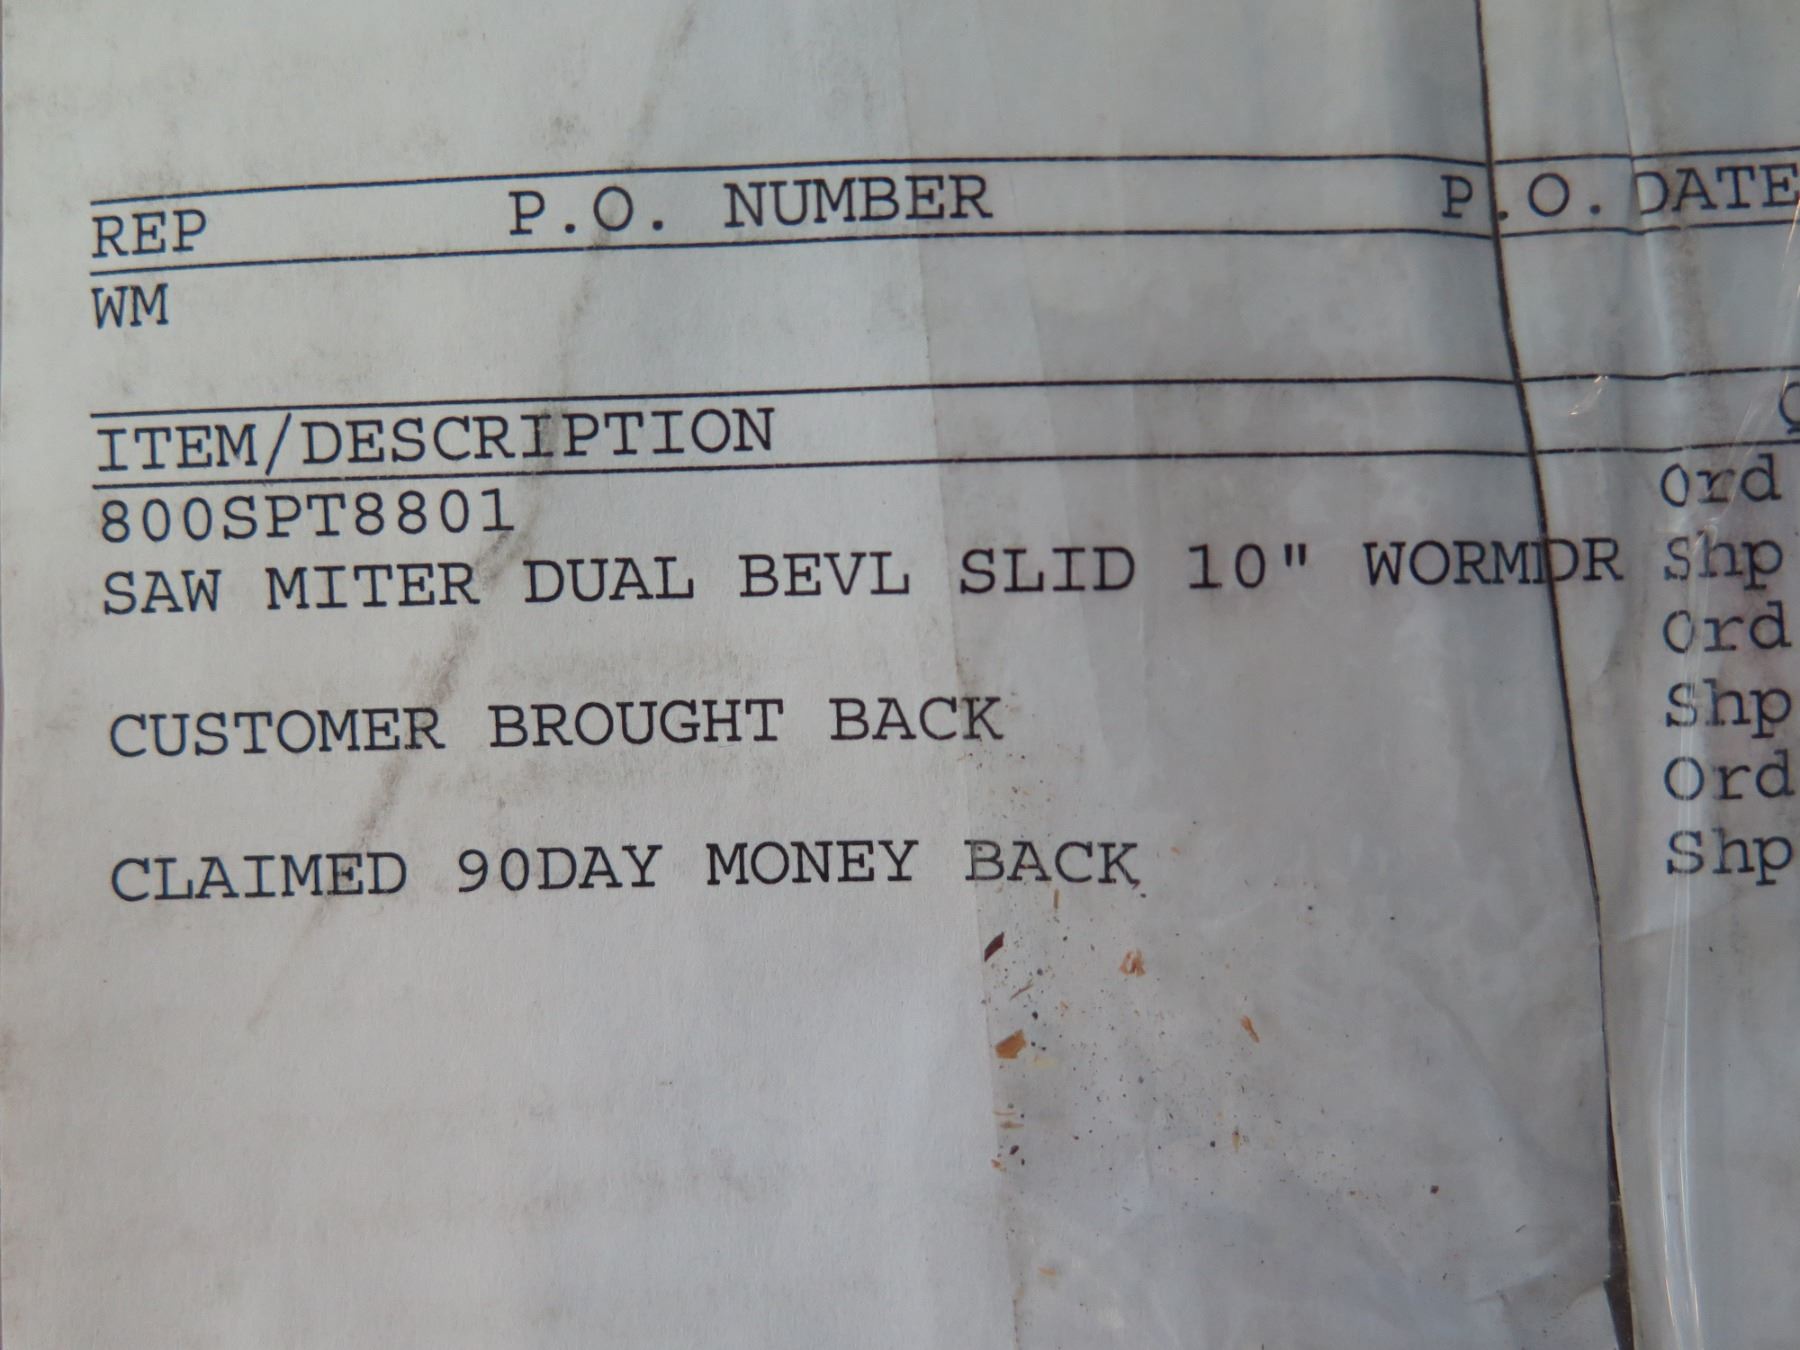 REP P.O. NUMBER P.O. DATE
WM
ITEM/DESCRIPTION
800SPT8801 Ord
SAW MITER DUAL BEVL SLID 10" WORMDR Shp
Ord
CUSTOMER BROUGHT BACK Shp
Ord
CLAIMED 90DAY MONEY BACK Shp